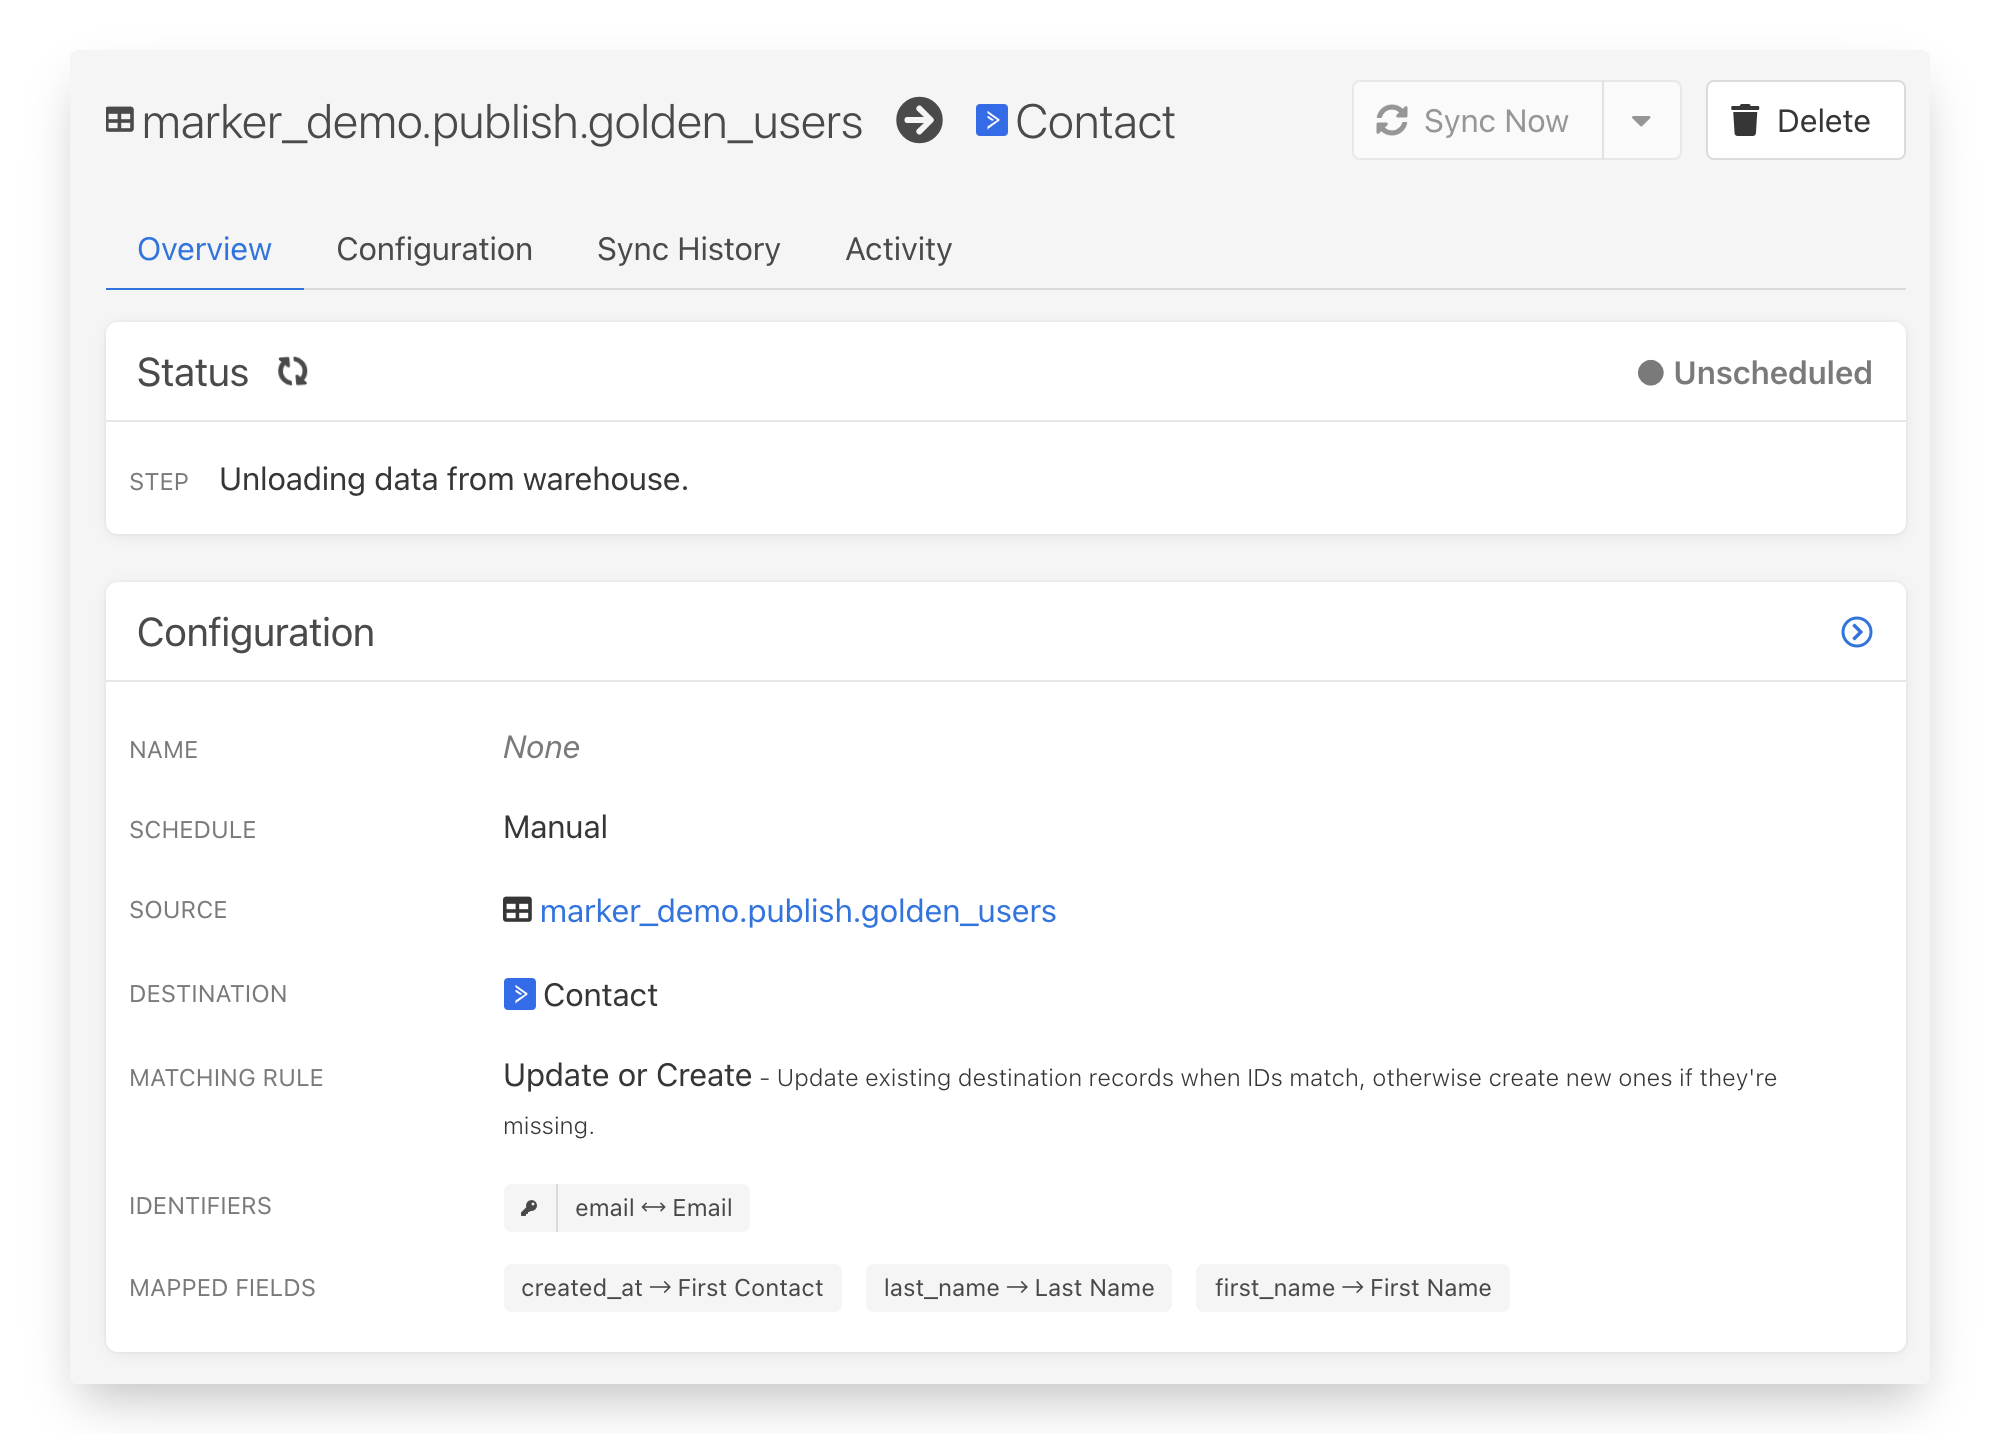 marker_demo.publish.golden_users Contact Sync Now Delete
Overview Configuration Sync History Activity
Status Unscheduled
STEP Unloading data from warehouse.
Configuration
NAME None
SCHEDULE Manual
SOURCE marker_demo.publish.golden_users
DESTINATION Contact
MATCHING RULE Update or Create - Update existing destination records when IDs match, otherwise create new ones if they're
missing.
IDENTIFIERS email ↔ Email
MAPPED FIELDS created_at → First Contact last_name → Last Name first_name → First Name